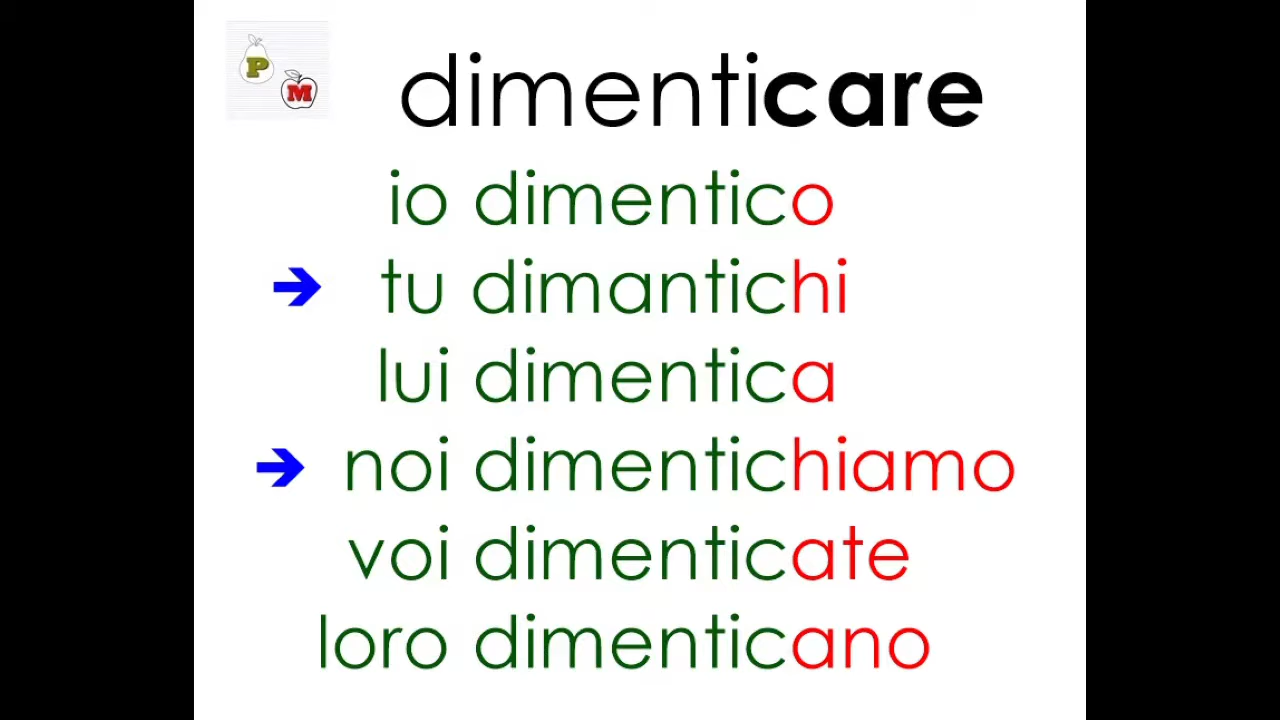 P
M
dimenticare
io dimentico
➔ tu dimantichi
lui dimentica
➔ noi dimentichiamo
voi dimenticate
loro dimenticano